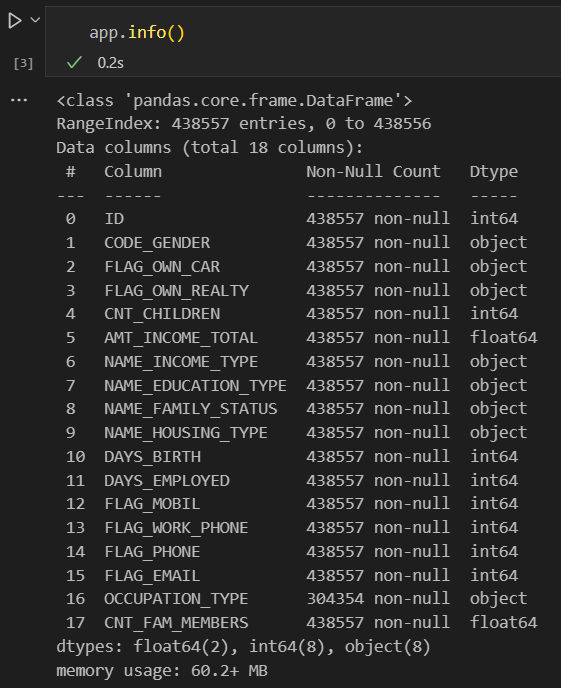 app.info()
[3]
0.2s
<class 'pandas.core.frame.DataFrame'>
RangeIndex: 438557 entries, 0 to 438556
Data columns (total 18 columns):
 #   Column               Non-Null Count   Dtype
---  ------               --------------   -----
 0   ID                   438557 non-null  int64
 1   CODE_GENDER          438557 non-null  object
 2   FLAG_OWN_CAR         438557 non-null  object
 3   FLAG_OWN_REALTY      438557 non-null  object
 4   CNT_CHILDREN         438557 non-null  int64
 5   AMT_INCOME_TOTAL     438557 non-null  float64
 6   NAME_INCOME_TYPE     438557 non-null  object
 7   NAME_EDUCATION_TYPE  438557 non-null  object
 8   NAME_FAMILY_STATUS   438557 non-null  object
 9   NAME_HOUSING_TYPE    438557 non-null  object
 10  DAYS_BIRTH           438557 non-null  int64
 11  DAYS_EMPLOYED        438557 non-null  int64
 12  FLAG_MOBIL           438557 non-null  int64
 13  FLAG_WORK_PHONE      438557 non-null  int64
 14  FLAG_PHONE           438557 non-null  int64
 15  FLAG_EMAIL           438557 non-null  int64
 16  OCCUPATION_TYPE      304354 non-null  object
 17  CNT_FAM_MEMBERS      438557 non-null  float64
dtypes: float64(2), int64(8), object(8)
memory usage: 60.2+ MB